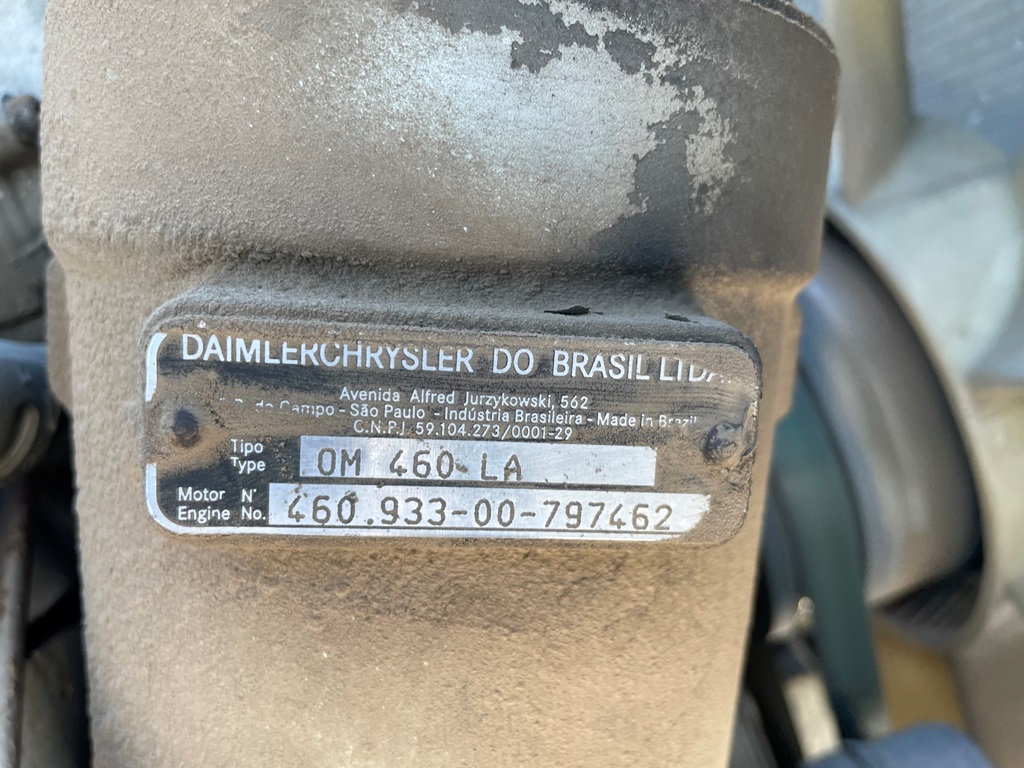 DAIMLERCHRYSLER DO BRASIL LTDA.
Avenida Alfred Jurzykowski, 562
Campo - São Paulo - Indústria Brasileira - Made in Brazil
C.N.P.J 59.104.273/0001-29
Tipo
Type OM 460 LA
Motor N°
Engine No. 460.933-00-797462